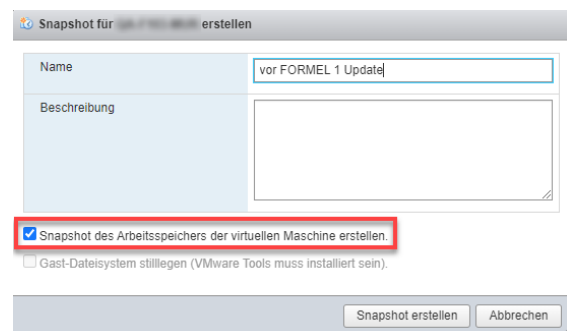 Snapshot für erstellen
Name
vor FORMEL 1 Update
Beschreibung
Snapshot des Arbeitsspeichers der virtuellen Maschine erstellen.
Gast-Dateisystem stilllegen (VMware Tools muss installiert sein).
Snapshot erstellen Abbrechen